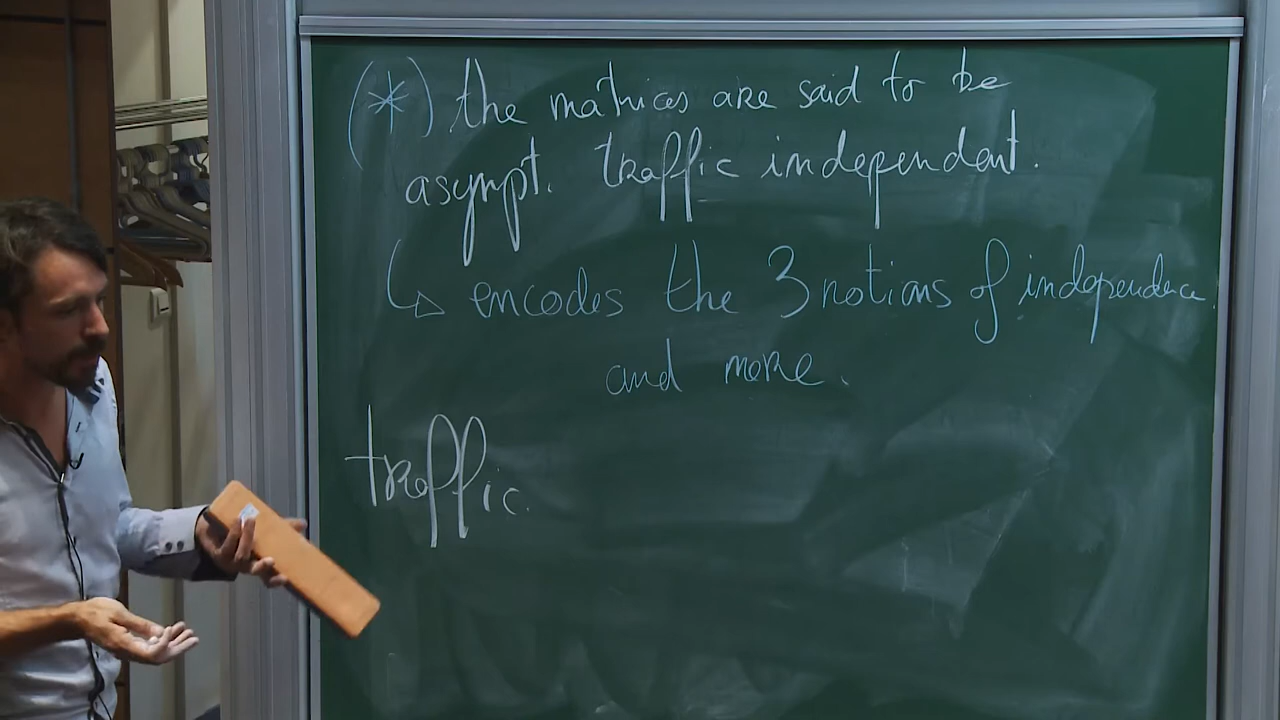 (*) the matrices are said to be
asympt. traffic independent.
↳ encodes the 3 notions of independence
and more.
traffic.